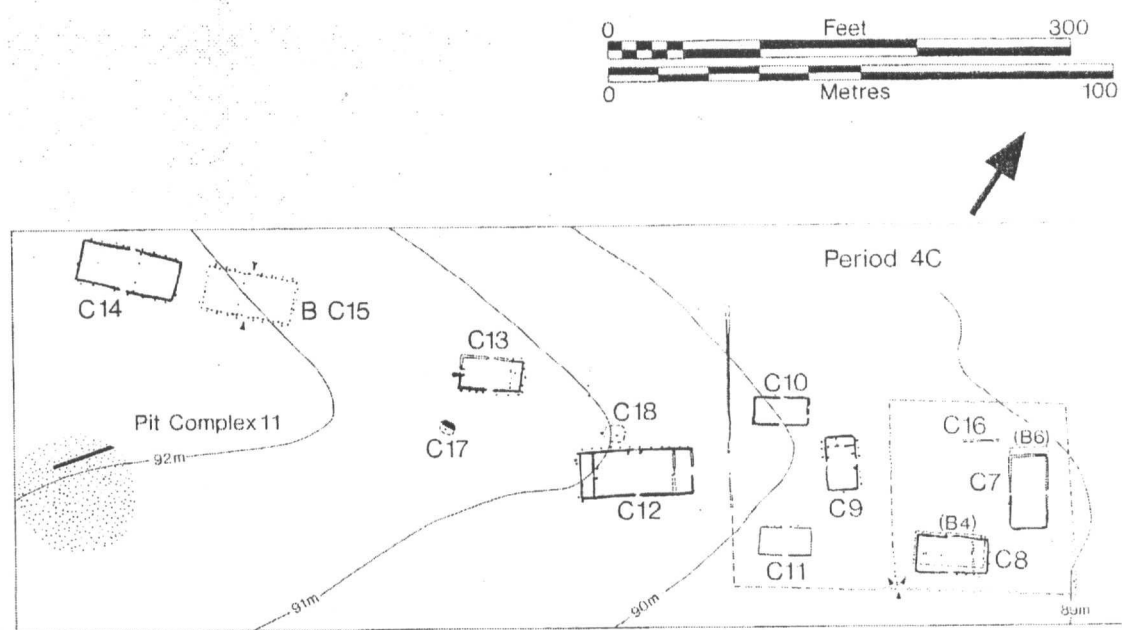 0 Feet 300
0 Metres 100
Period 4C
C14
B C15
C13
C10
Pit Complex 11
C17
C18
C16
(B6)
C7
92m
C12
C9
(B4)
C11
C8
91m
90m
89m